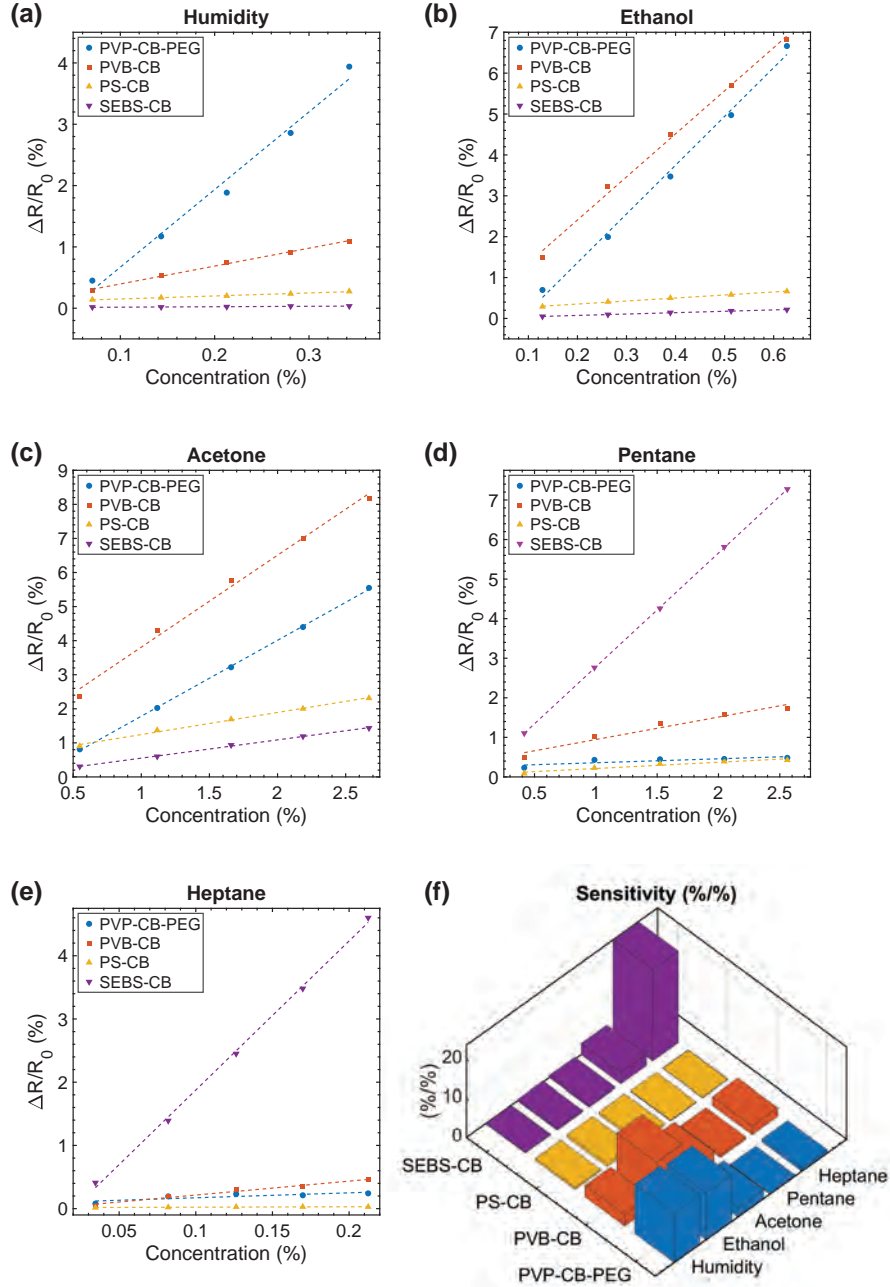 (a)
Humidity
PVP-CB-PEG
PVB-CB
PS-CB
SEBS-CB
4
3
2
1
0
ΔR/R0 (%)
0.1
0.2
0.3
Concentration (%)
(b)
Ethanol
PVP-CB-PEG
PVB-CB
PS-CB
SEBS-CB
7
6
5
4
3
2
1
0
ΔR/R0 (%)
0.1
0.2
0.3
0.4
0.5
0.6
Concentration (%)
(c)
Acetone
PVP-CB-PEG
PVB-CB
PS-CB
SEBS-CB
9
8
7
6
5
4
3
2
1
0
ΔR/R0 (%)
0.5
1
1.5
2
2.5
Concentration (%)
(d)
Pentane
PVP-CB-PEG
PVB-CB
PS-CB
SEBS-CB
7
6
5
4
3
2
1
0
ΔR/R0 (%)
0.5
1
1.5
2
2.5
Concentration (%)
(e)
Heptane
PVP-CB-PEG
PVB-CB
PS-CB
SEBS-CB
4
3
2
1
0
ΔR/R0 (%)
0.05
0.1
0.15
0.2
Concentration (%)
(f)
Sensitivity (%/%)
20
10
0
(%/%)
SEBS-CB
PS-CB
PVB-CB
PVP-CB-PEG
Heptane
Pentane
Acetone
Ethanol
Humidity